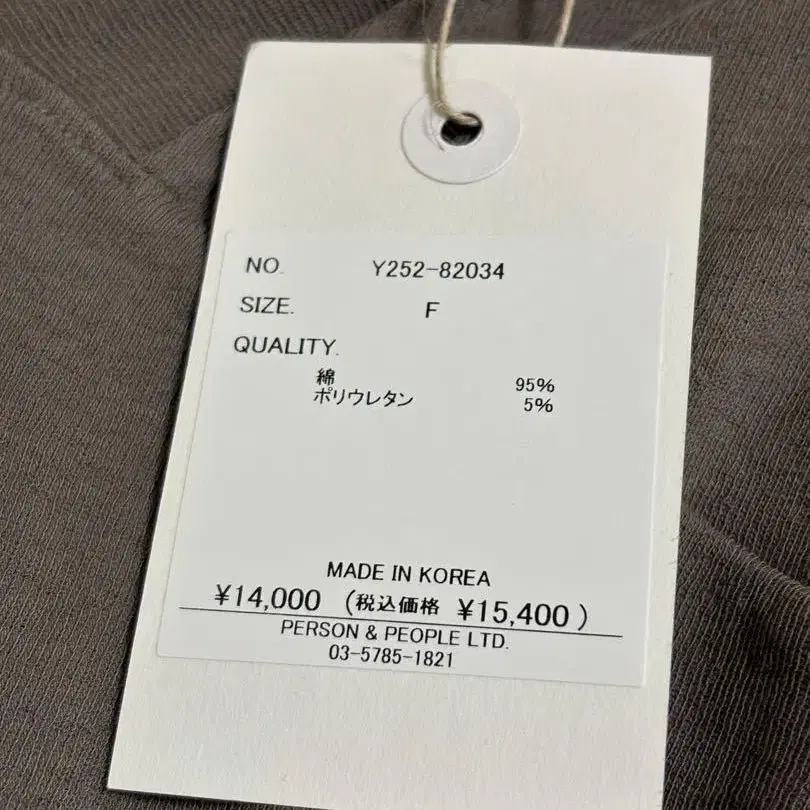 NO. Y252-82034
SIZE. F
QUALITY.
綿 95%
ポリウレタン 5%
MADE IN KOREA
¥14,000 (税込価格 ¥15,400)
PERSON & PEOPLE LTD.
03-5785-1821